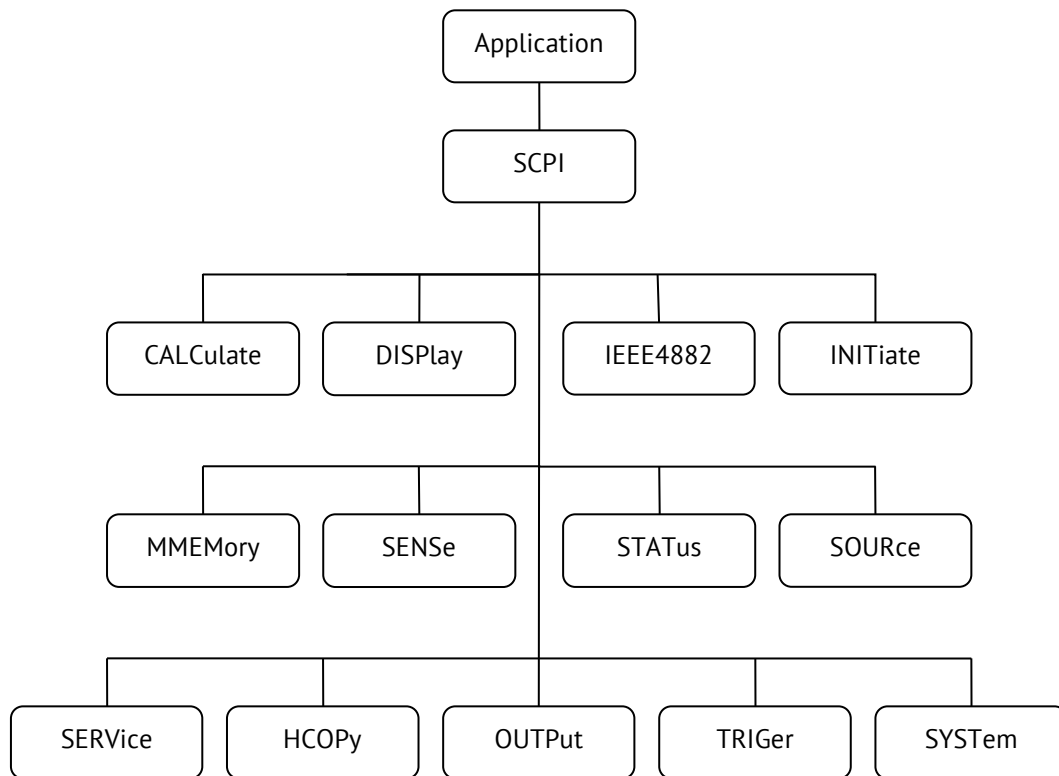 Application
SCPI
CALCulate DISPlay IEEE4882 INITiate
MMEMory SENSe STATus SOURce
SERVice HCOPy OUTPut TRIGer SYSTem